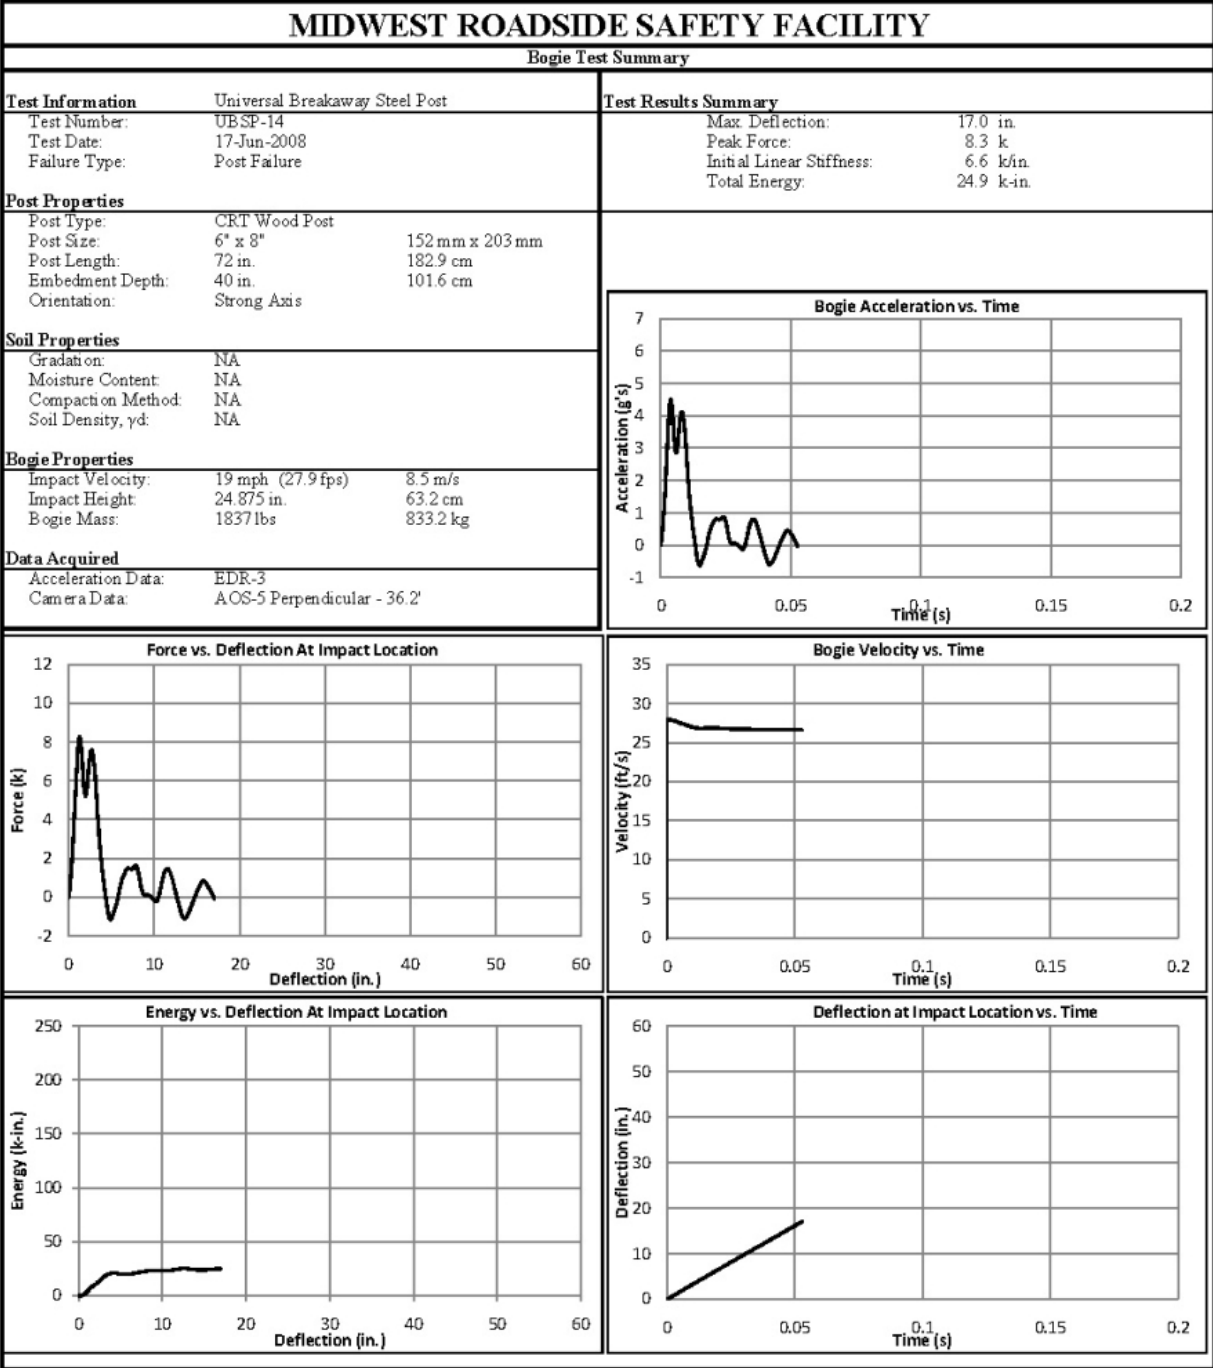 MIDWEST ROADSIDE SAFETY FACILITY
Bogie Test Summary
Test Information Universal Breakaway Steel Post
Test Number: UBSP-14
Test Date: 17-Jun-2008
Failure Type: Post Failure
Post Properties
Post Type: CRT Wood Post
Post Size: 6" x 8" 152 mm x 203 mm
Post Length: 72 in. 182.9 cm
Embedment Depth: 40 in. 101.6 cm
Orientation: Strong Axis
Soil Properties
Gradation: NA
Moisture Content: NA
Compaction Method: NA
Soil Density, γd: NA
Bogie Properties
Impact Velocity: 19 mph (27.9 fps) 8.5 m/s
Impact Height: 24.875 in. 63.2 cm
Bogie Mass: 1837 lbs 833.2 kg
Data Acquired
Acceleration Data: EDR-3
Camera Data: AOS-5 Perpendicular - 36.2'
Test Results Summary
Max. Deflection: 17.0 in.
Peak Force: 8.3 k
Initial Linear Stiffness: 6.6 k/in.
Total Energy: 24.9 k-in.
Bogie Acceleration vs. Time
7
6
5
4
3
2
1
0
-1
Acceleration (g's)
0 0.05 0.1 0.15 0.2
Time (s)
Force vs. Deflection At Impact Location
12
10
8
6
4
2
0
-2
Force (k)
0 10 20 30 40 50 60
Deflection (in.)
Bogie Velocity vs. Time
35
30
25
20
15
10
5
0
Velocity (ft/s)
0 0.05 0.1 0.15 0.2
Time (s)
Energy vs. Deflection At Impact Location
250
200
150
100
50
0
Energy (k-in.)
0 10 20 30 40 50 60
Deflection (in.)
Deflection at Impact Location vs. Time
60
50
40
30
20
10
0
Deflection (in.)
0 0.05 0.1 0.15 0.2
Time (s)